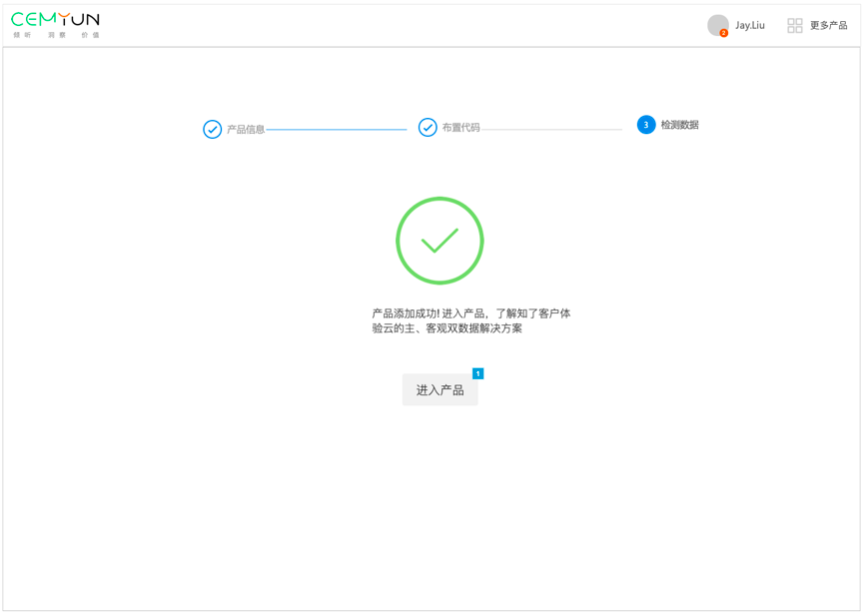 CEMYUN
倾听 洞察 价值
2
Jay.Liu
更多产品
产品信息
布置代码
3 检测数据
产品添加成功! 进入产品，了解知了客户体
验云的主、客观双数据解决方案
1
进入产品